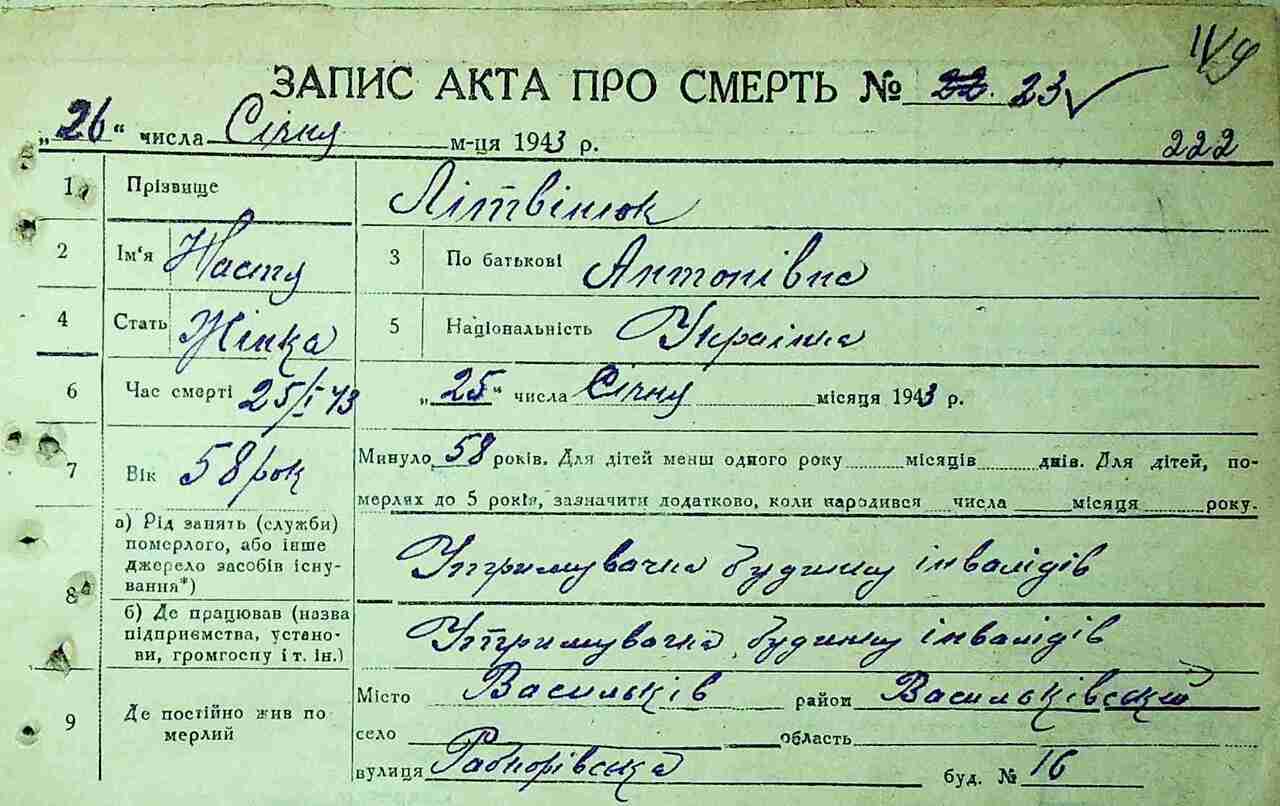 ІV/9
ЗАПИС АКТА ПРО СМЕРТЬ № 22. 23 ✓
„26“ числа Січня м-ця 1943 р.
222
1 Прізвище Літвінюк
2 Ім‘я Настя 3 По батькові Антонівна
4 Стать Жінка 5 Національність Українка
6 Час смерті 25/І 43 „25“ числа Січня місяця 1943 р.
7 Вік 58 рок Минуло 58 років. Для дітей менш одного року місяців днів. Для дітей, по-
мерлях до 5 років, зазначити додатково, коли народився числа місяця року.
8 а) Рід занять (служби)
померлого, або інше
джерело засобів існу-
вання*)
Утримувачка будинку інвалідів
б) Де працював (назва
підприємства, устано-
ви, громгоспу і т. ін.)
Утримувачка будинку інвалідів
9 Де постійно жив по
мерлий
Місто Васильків район Васильківський
село область
вулиця буд. № 16